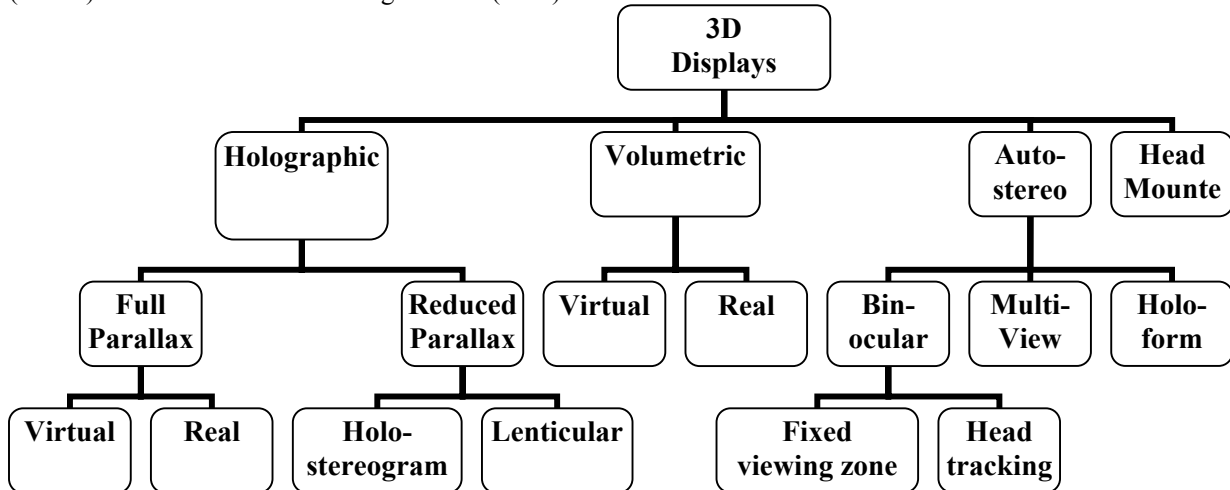 3D
Displays
Holographic
Volumetric
Auto-
stereo
Head
Mounte
Full
Parallax
Reduced
Parallax
Virtual
Real
Bin-
ocular
Multi-
View
Holo-
form
Virtual
Real
Holo-
stereogram
Lenticular
Fixed
viewing zone
Head
tracking